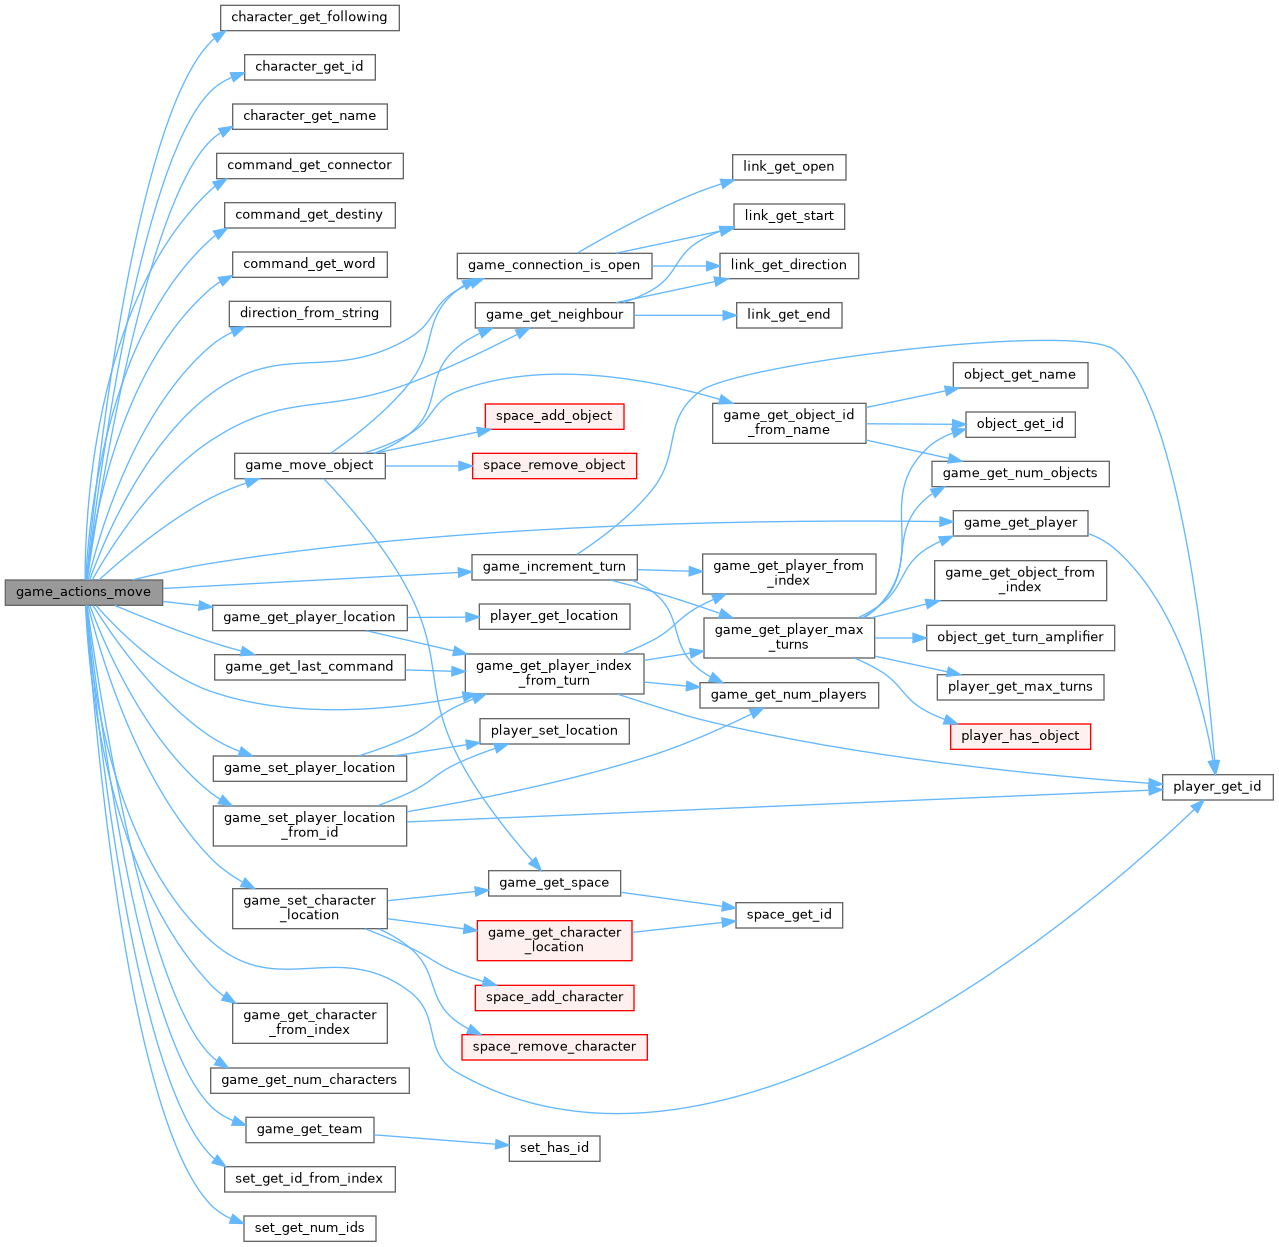 character_get_following
character_get_id
character_get_name
command_get_connector
command_get_destiny
command_get_word
direction_from_string
game_actions_move
game_move_object
game_get_player_location
game_get_last_command
game_set_player_location
game_set_player_location
_from_id
game_set_character
_location
game_get_character
_from_index
game_get_num_characters
game_get_team
set_get_id_from_index
set_get_num_ids
game_connection_is_open
game_get_neighbour
space_add_object
space_remove_object
game_increment_turn
player_get_location
game_get_player_index
_from_turn
player_set_location
game_get_space
game_get_character
_location
space_add_character
space_remove_character
set_has_id
link_get_open
link_get_start
link_get_direction
link_get_end
game_get_object_id
_from_name
game_get_player_from
_index
game_get_player_max
_turns
game_get_num_players
space_get_id
object_get_name
object_get_id
game_get_num_objects
game_get_player
game_get_object_from
_index
object_get_turn_amplifier
player_get_max_turns
player_has_object
player_get_id